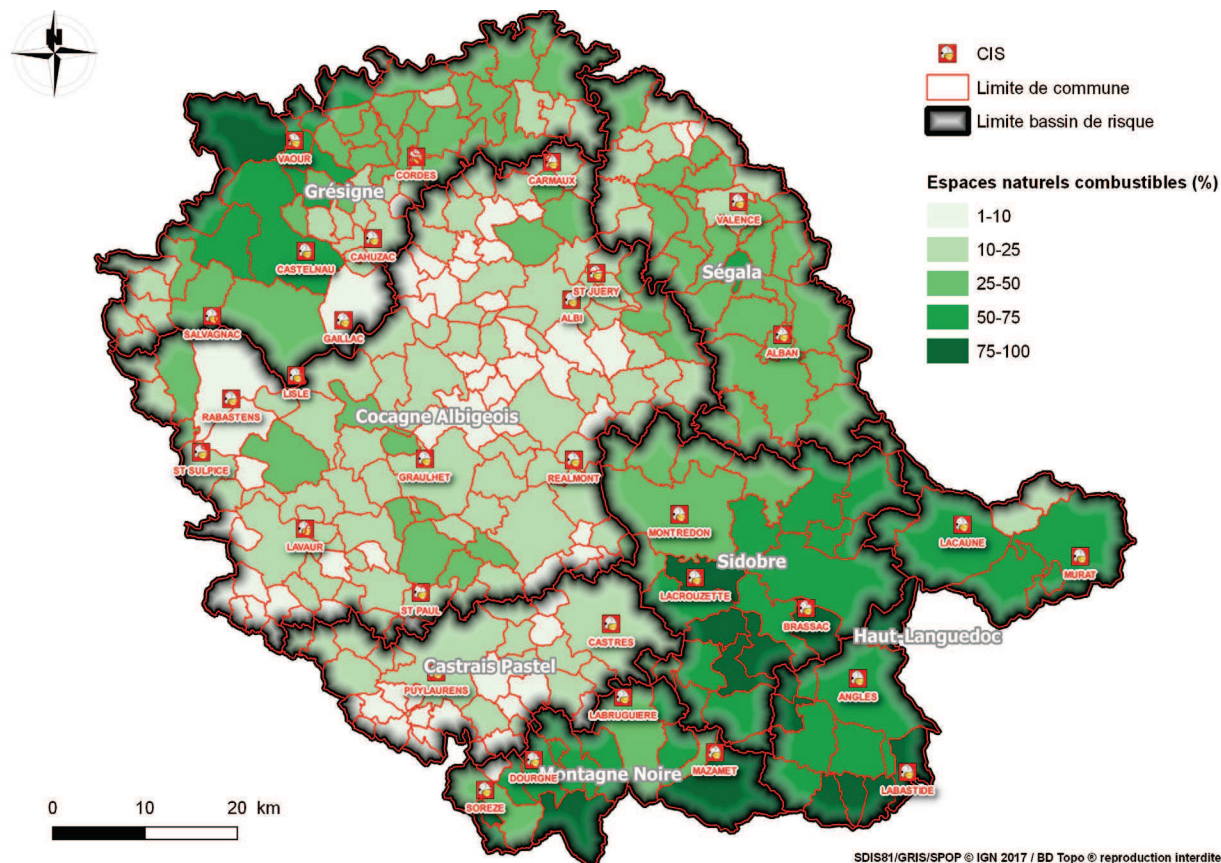 N
CIS
Limite de commune
Limite bassin de risque
Espaces naturels combustibles (%)
1-10
10-25
25-50
50-75
75-100
VAOUR
CORDES
CARMAUX
Grésigne
VALENCE
CAHUZAC
CASTELNAU
Ségala
ST JUERY
ALBI
SALVAGNAC
GAILLAC
ALBAN
LISLE
RABASTENS
Cocagne Albigeois
ST SULPICE
GRAULHET
REALMONT
MONTREDON
LACAUNE
LAVAUR
Sidobre
MURAT
LACROUZETTE
ST PAUL
BRASSAC
CASTRES
Haut-Languedoc
Castrais Pastel
PUYLAURENS
ANGLES
LABRUGUIERE
MAZAMET
DOURGNE
Montagne Noire
LABASTIDE
SOREZE
0 10 20 km
SDIS81/GRIS/SPOP © IGN 2017 / BD Topo ® reproduction interdite